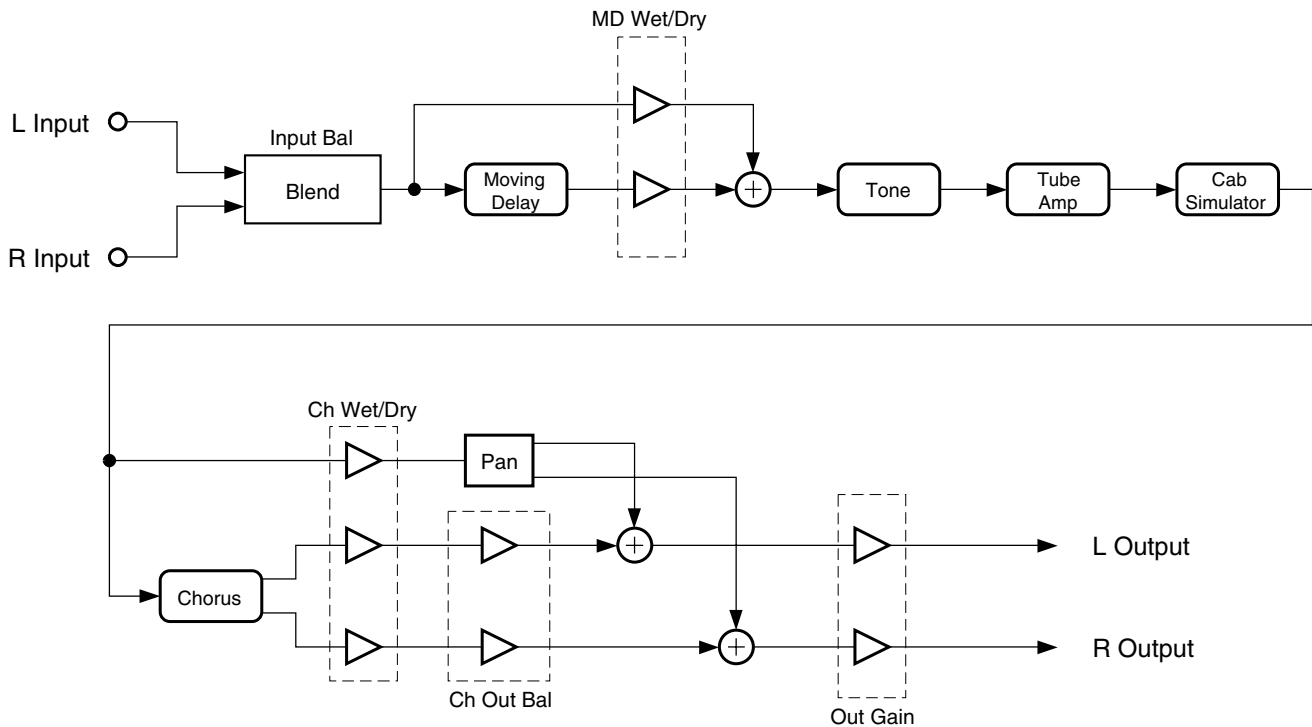 MD Wet/Dry
L Input
Input Bal
Blend
R Input
Moving
Delay
+
Tone
Tube
Amp
Cab
Simulator
Ch Wet/Dry
Pan
+
L Output
Chorus
+
R Output
Ch Out Bal
Out Gain